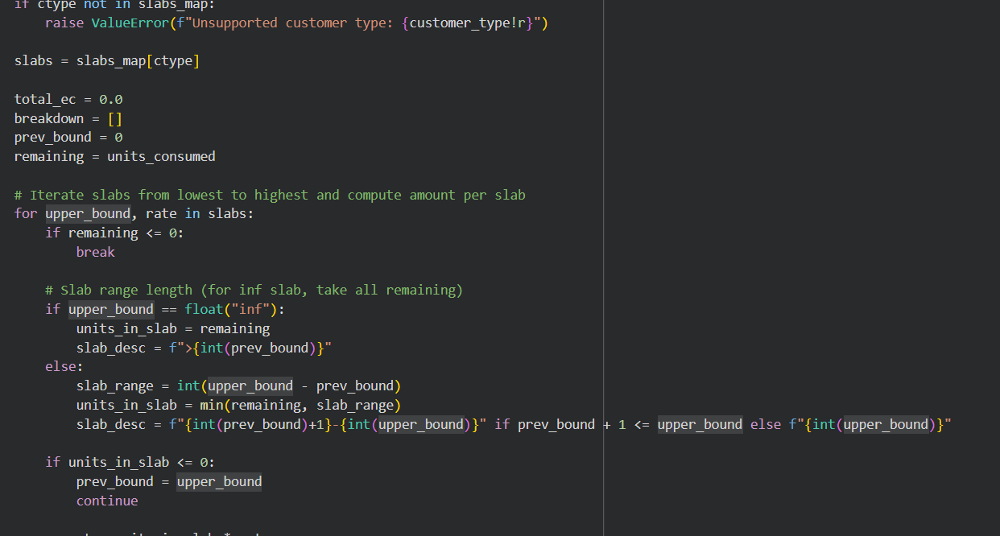 if ctype not in slabs_map:
    raise ValueError(f"Unsupported customer type: {customer_type!r}")
slabs = slabs_map[ctype]
total_ec = 0.0
breakdown = []
prev_bound = 0
remaining = units_consumed
# Iterate slabs from lowest to highest and compute amount per slab
for upper_bound, rate in slabs:
    if remaining <= 0:
        break
    # Slab range length (for inf slab, take all remaining)
    if upper_bound == float("inf"):
        units_in_slab = remaining
        slab_desc = f">{int(prev_bound)}"
    else:
        slab_range = int(upper_bound - prev_bound)
        units_in_slab = min(remaining, slab_range)
        slab_desc = f"{int(prev_bound)+1}-{int(upper_bound)}" if prev_bound + 1 <= upper_bound else f"{int(upper_bound)}"
    if units_in_slab <= 0:
        prev_bound = upper_bound
        continue